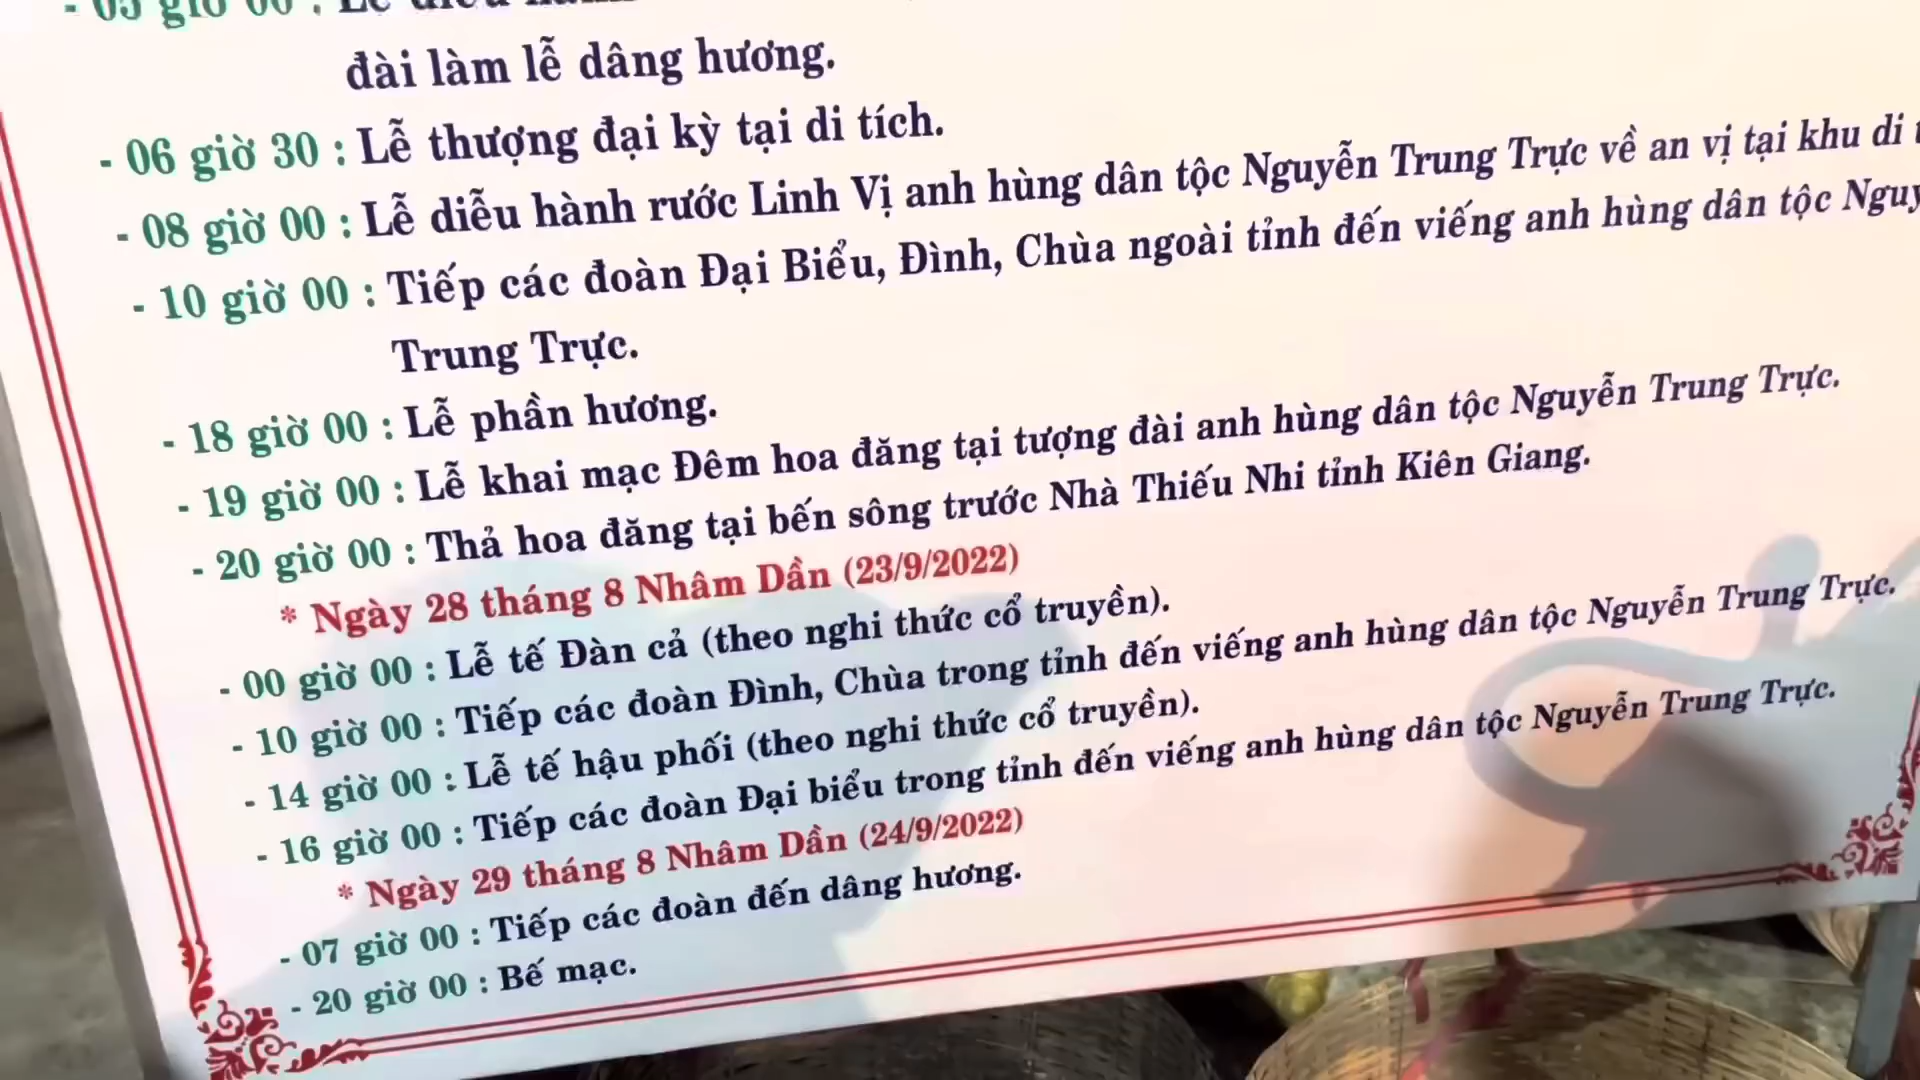 - 05 giờ 00 : Lễ diễu hành
đài làm lễ dâng hương.
- 06 giờ 30 : Lễ thượng đại kỳ tại di tích.
- 08 giờ 00 : Lễ diễu hành rước Linh Vị anh hùng dân tộc Nguyễn Trung Trực về an vị tại khu di
- 10 giờ 00 : Tiếp các đoàn Đại Biểu, Đình, Chùa ngoài tỉnh đến viếng anh hùng dân tộc Nguy
Trung Trực.
- 18 giờ 00 : Lễ phần hương.
- 19 giờ 00 : Lễ khai mạc Đêm hoa đăng tại tượng đài anh hùng dân tộc Nguyễn Trung Trực.
- 20 giờ 00 : Thả hoa đăng tại bến sông trước Nhà Thiếu Nhi tỉnh Kiên Giang.
* Ngày 28 tháng 8 Nhâm Dần (23/9/2022)
- 00 giờ 00 : Lễ tế Đàn cả (theo nghi thức cổ truyền).
- 10 giờ 00 : Tiếp các đoàn Đình, Chùa trong tỉnh đến viếng anh hùng dân tộc Nguyễn Trung Trực.
- 14 giờ 00 : Lễ tế hậu phối (theo nghi thức cổ truyền).
- 16 giờ 00 : Tiếp các đoàn Đại biểu trong tỉnh đến viếng anh hùng dân tộc Nguyễn Trung Trực.
* Ngày 29 tháng 8 Nhâm Dần (24/9/2022)
- 07 giờ 00 : Tiếp các đoàn đến dâng hương.
- 20 giờ 00 : Bế mạc.